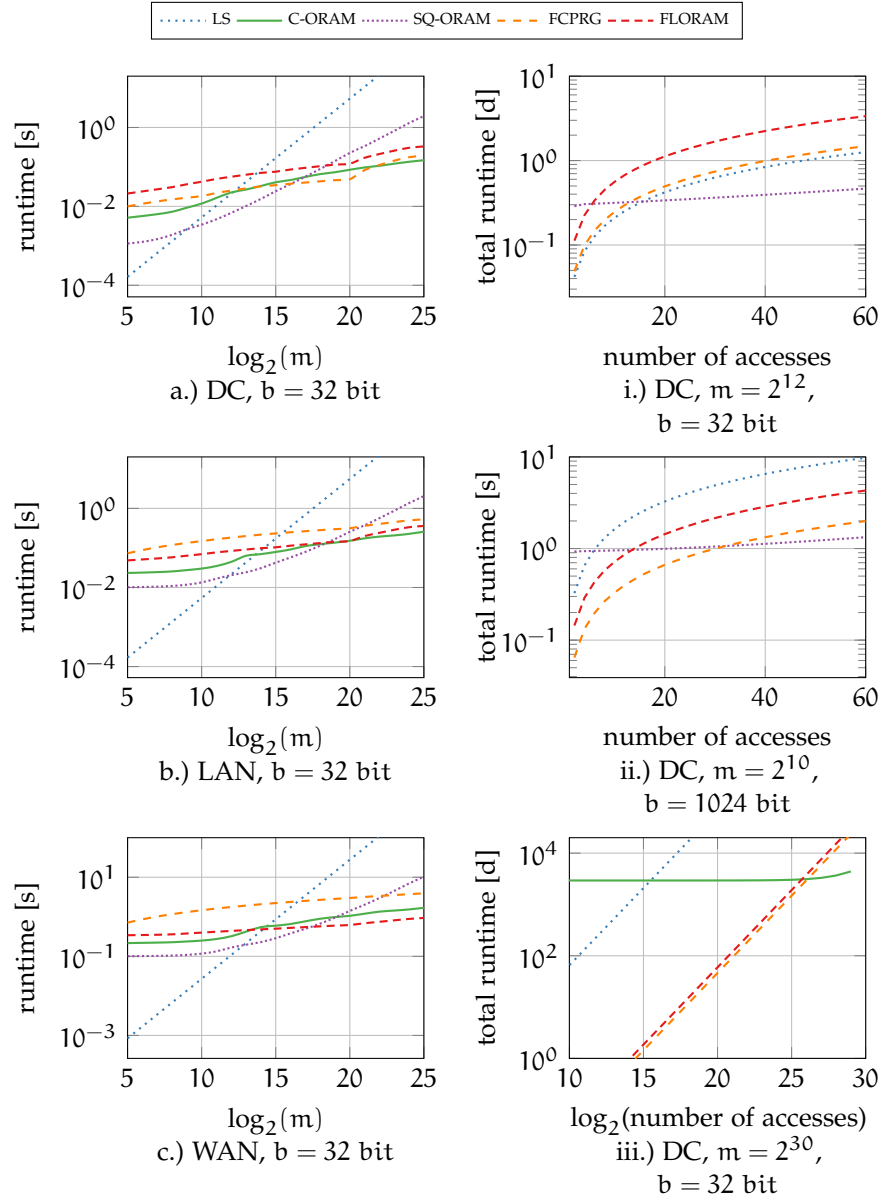 LS C-ORAM SQ-ORAM FCPRG FLORAM
runtime [s]
10^0
10^−2
10^−4
5 10 15 20 25
log_2(m)
a.) DC, b = 32 bit
total runtime [d]
10^1
10^0
10^−1
20 40 60
number of accesses
i.) DC, m = 2^12,
b = 32 bit
runtime [s]
10^0
10^−2
10^−4
5 10 15 20 25
log_2(m)
b.) LAN, b = 32 bit
total runtime [s]
10^1
10^0
10^−1
20 40 60
number of accesses
ii.) DC, m = 2^10,
b = 1024 bit
runtime [s]
10^1
10^−1
10^−3
5 10 15 20 25
log_2(m)
c.) WAN, b = 32 bit
total runtime [d]
10^4
10^2
10^0
10 15 20 25 30
log_2(number of accesses)
iii.) DC, m = 2^30,
b = 32 bit